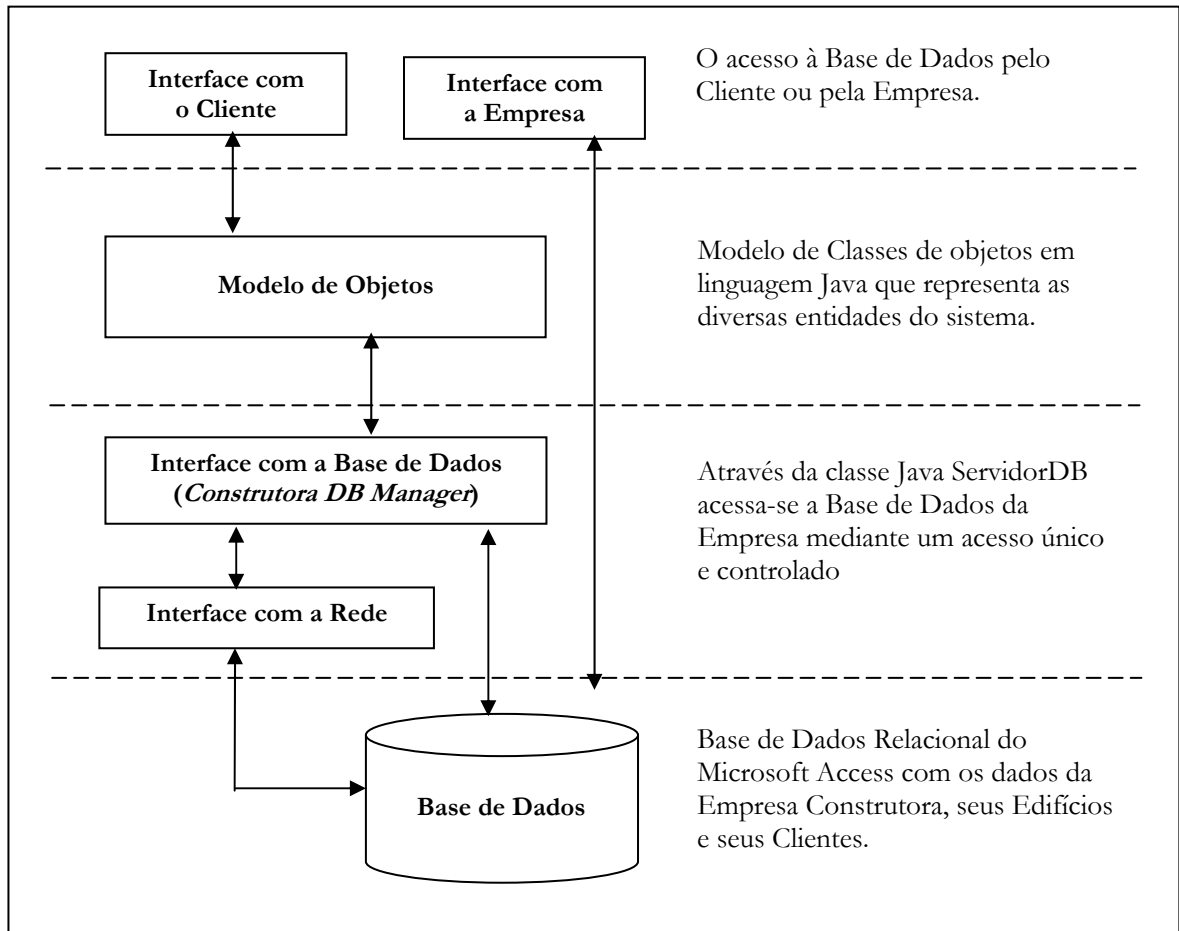 Interface com
o Cliente
Interface com
a Empresa
O acesso à Base de Dados pelo
Cliente ou pela Empresa.
Modelo de Objetos
Modelo de Classes de objetos em
linguagem Java que representa as
diversas entidades do sistema.
Interface com a Base de Dados
(Construtora DB Manager)
Interface com a Rede
Através da classe Java ServidorDB
acessa-se a Base de Dados da
Empresa mediante um acesso único
e controlado
Base de Dados
Base de Dados Relacional do
Microsoft Access com os dados da
Empresa Construtora, seus Edifícios
e seus Clientes.